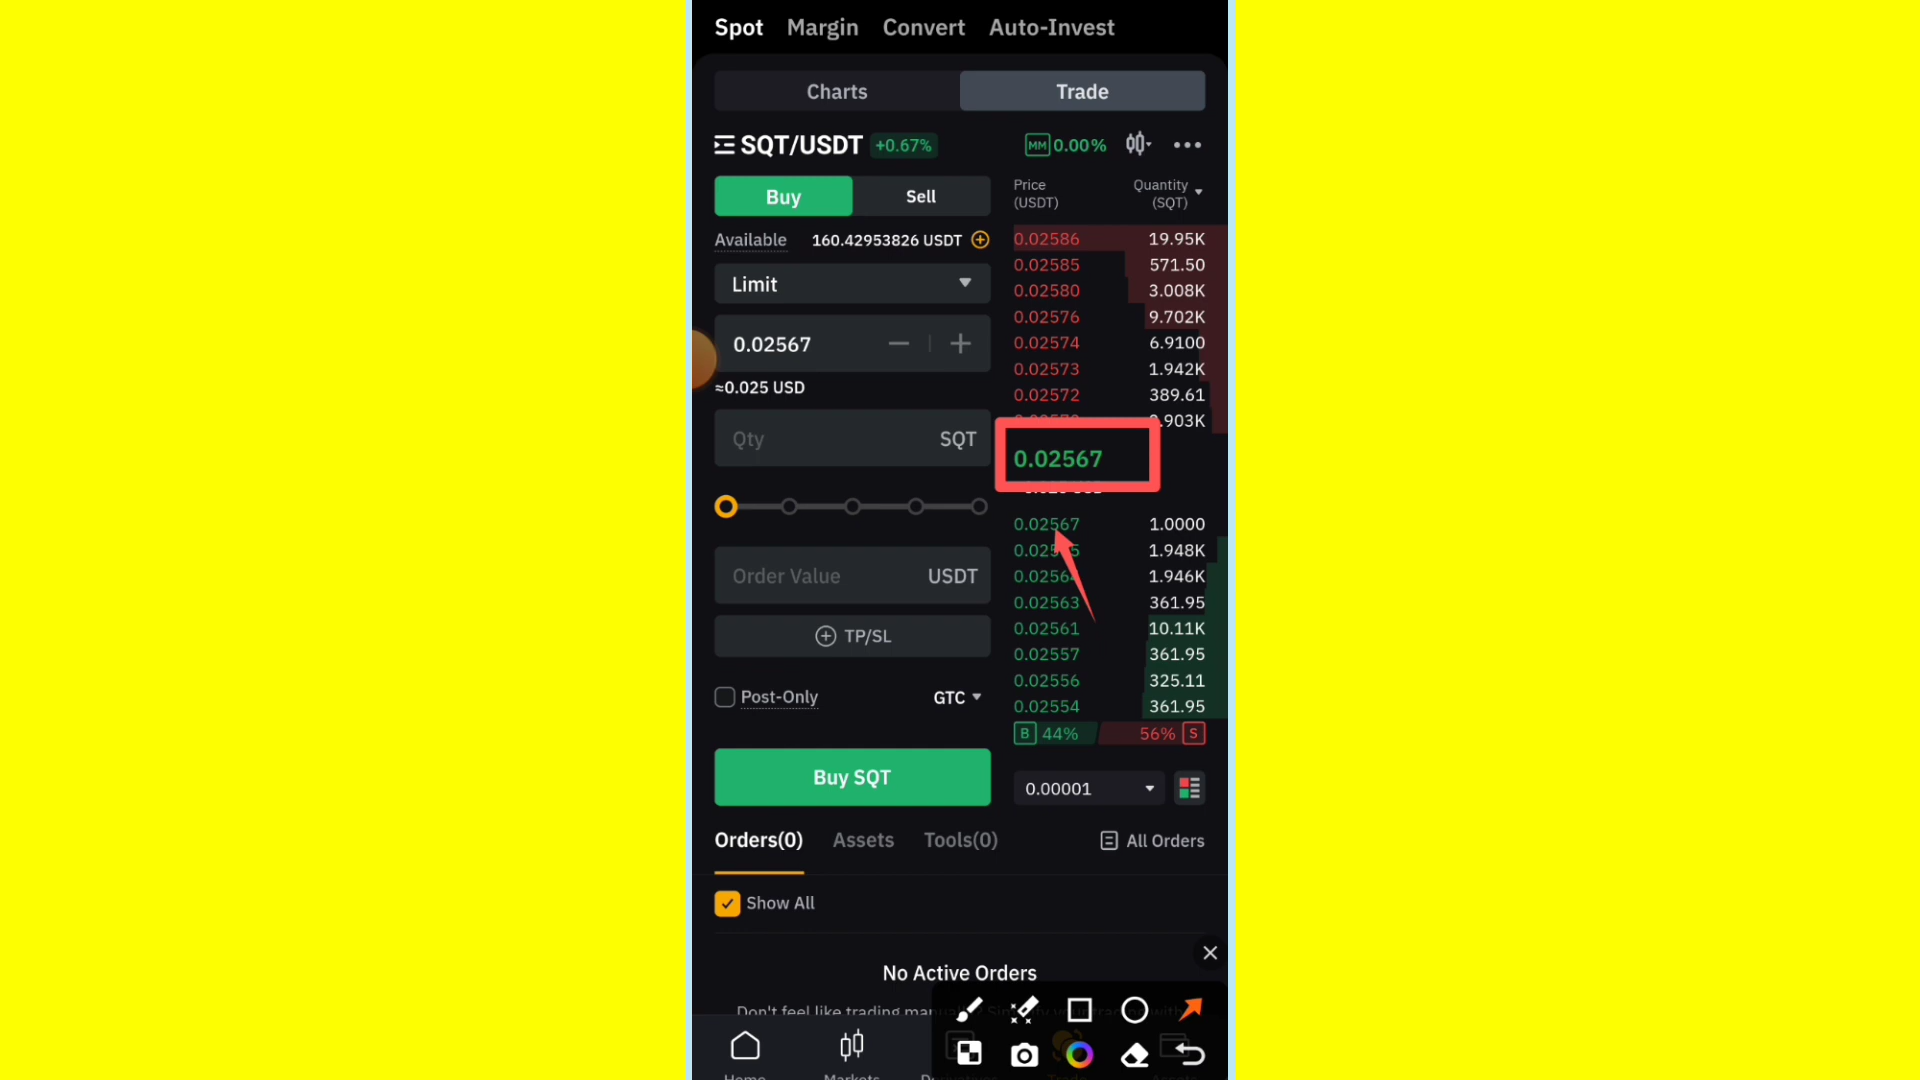 Spot Margin Convert Auto-Invest
Charts Trade
SQT/USDT +0.67% MM 0.00%
Buy Sell
Available 160.42953826 USDT
Limit
0.02567
≈0.025 USD
Qty SQT
Order Value USDT
TP/SL
Post-Only GTC
Buy SQT
Price Quantity
(USDT) (SQT)
0.02586 19.95K
0.02585 571.50
0.02580 3.008K
0.02576 9.702K
0.02574 6.9100
0.02573 1.942K
0.02572 389.61
0.02567
0.02567 1.0000
1.948K
1.946K
0.02563 361.95
0.02561 10.11K
0.02557 361.95
0.02556 325.11
0.02554 361.95
B 44% 56% S
0.00001
Orders(0) Assets Tools(0) All Orders
Show All
No Active Orders
Don't feel like trading
Home Markets